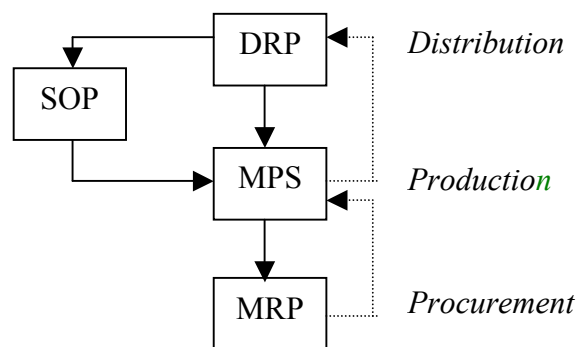 DRP Distribution
SOP
MPS Production
MRP Procurement